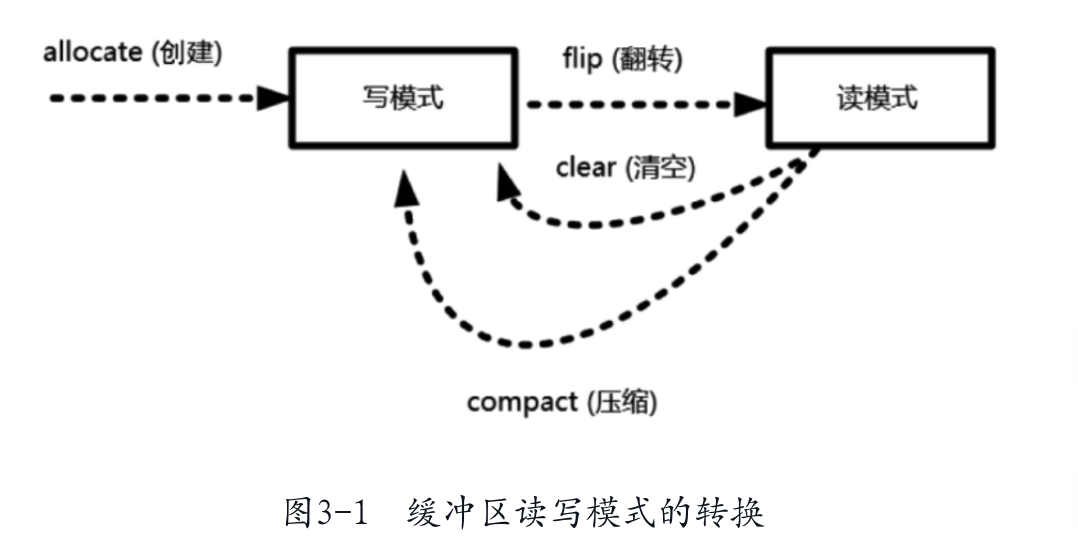 allocate (创建)
写模式
flip (翻转)
读模式
clear (清空)
compact (压缩)
图3-1 缓冲区读写模式的转换